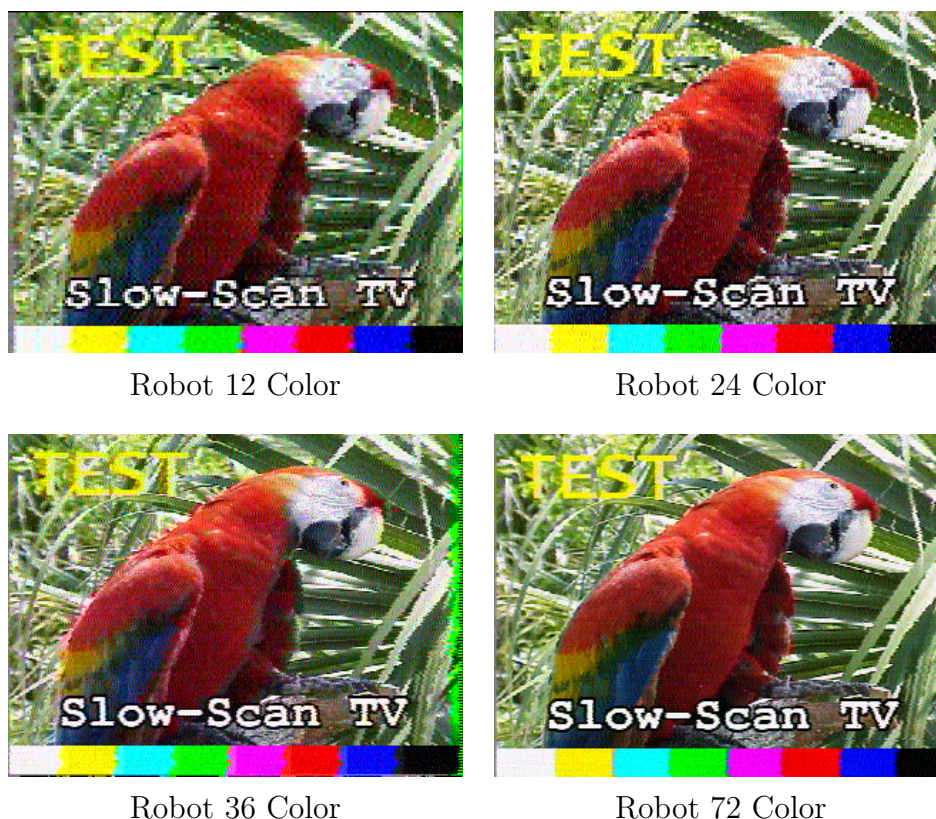 TEST
TEST
Slow-Scan TV
Slow-Scan TV
Robot 12 Color
Robot 24 Color
TEST
TEST
Slow-Scan TV
Slow-Scan TV
Robot 36 Color
Robot 72 Color